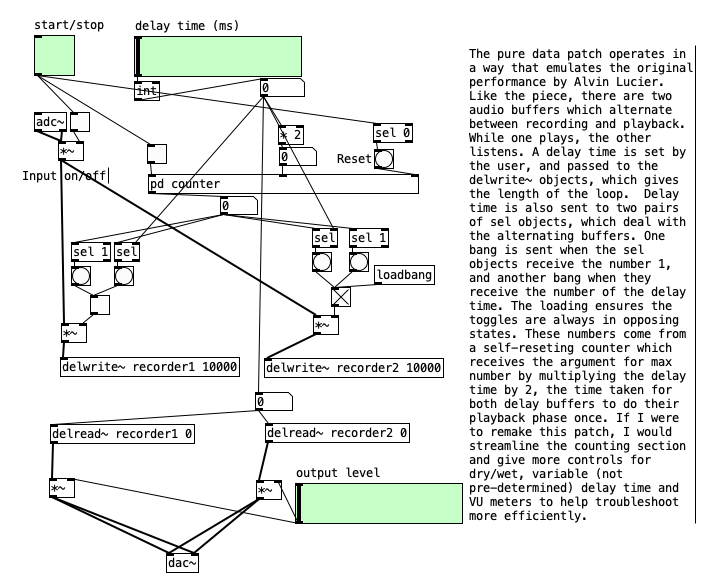 start/stop
delay time (ms)
int
0
adc~
* 2
sel 0
*~
0
Reset
Input on/off
pd counter
0
sel 1
sel
sel
sel 1
loadbang
*~
*~
delwrite~ recorder1 10000
delwrite~ recorder2 10000
0
delread~ recorder1 0
delread~ recorder2 0
output level
*~
*~
dac~
The pure data patch operates in
a way that emulates the original
performance by Alvin Lucier.
Like the piece, there are two
audio buffers which alternate
between recording and playback.
While one plays, the other
listens. A delay time is set by
the user, and passed to the
delwrite~ objects, which gives
the length of the loop.  Delay
time is also sent to two pairs
of sel objects, which deal with
the alternating buffers. One
bang is sent when the sel
objects receive the number 1,
and another bang when they
receive the number of the delay
time. The loading ensures the
toggles are always in opposing
states. These numbers come from
a self-reseting counter which
receives the argument for max
number by multiplying the delay
time by 2, the time taken for
both delay buffers to do their
playback phase once. If I were
to remake this patch, I would
streamline the counting section
and give more controls for
dry/wet, variable (not
pre-determined) delay time and
VU meters to help troubleshoot
more efficiently.